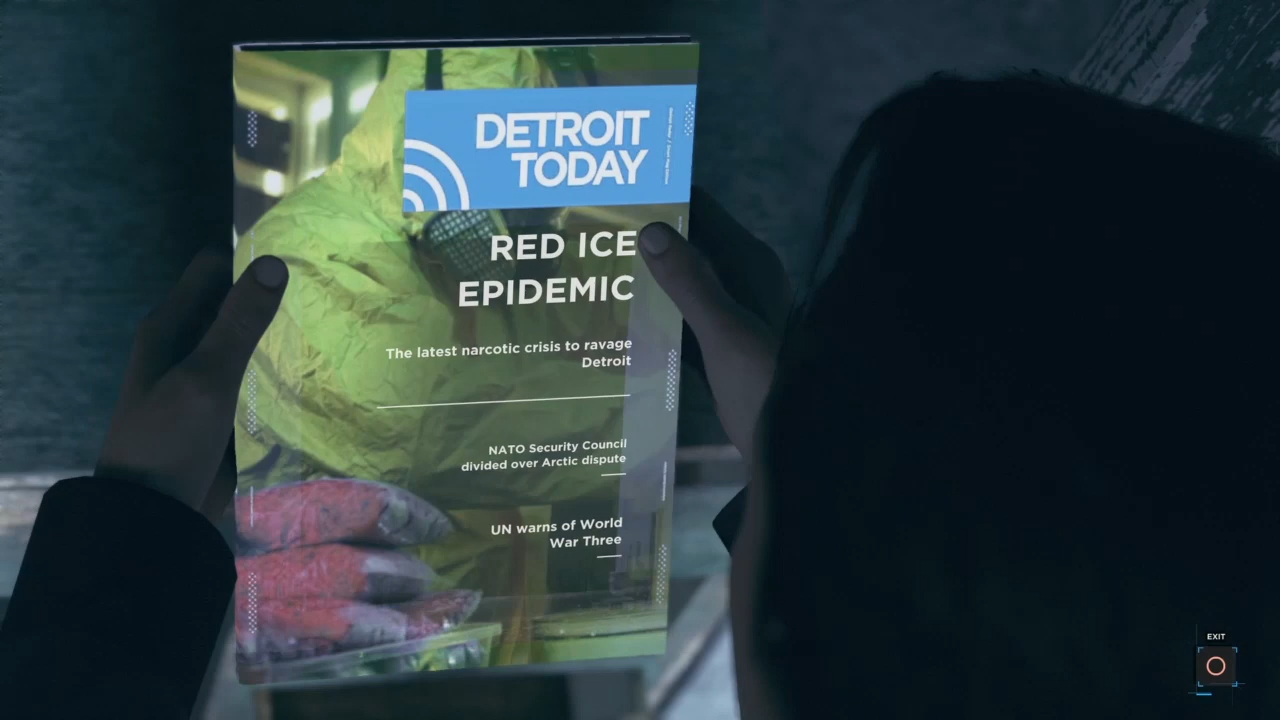 DETROIT
TODAY
RED ICE
EPIDEMIC
The latest narcotic crisis to ravage
Detroit
NATO Security Council
divided over Arctic dispute
UN warns of World
War Three
EXIT